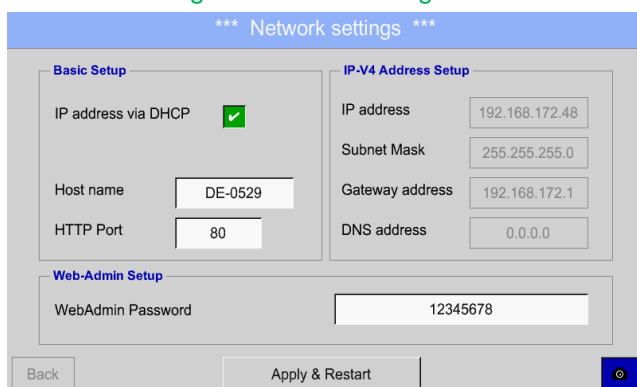 *** Network settings ***
Basic Setup
IP address via DHCP
Host name
DE-0529
HTTP Port
80
IP-V4 Address Setup
IP address
192.168.172.48
Subnet Mask
255.255.255.0
Gateway address
192.168.172.1
DNS address
0.0.0.0
Web-Admin Setup
WebAdmin Password
12345678
Back
Apply & Restart